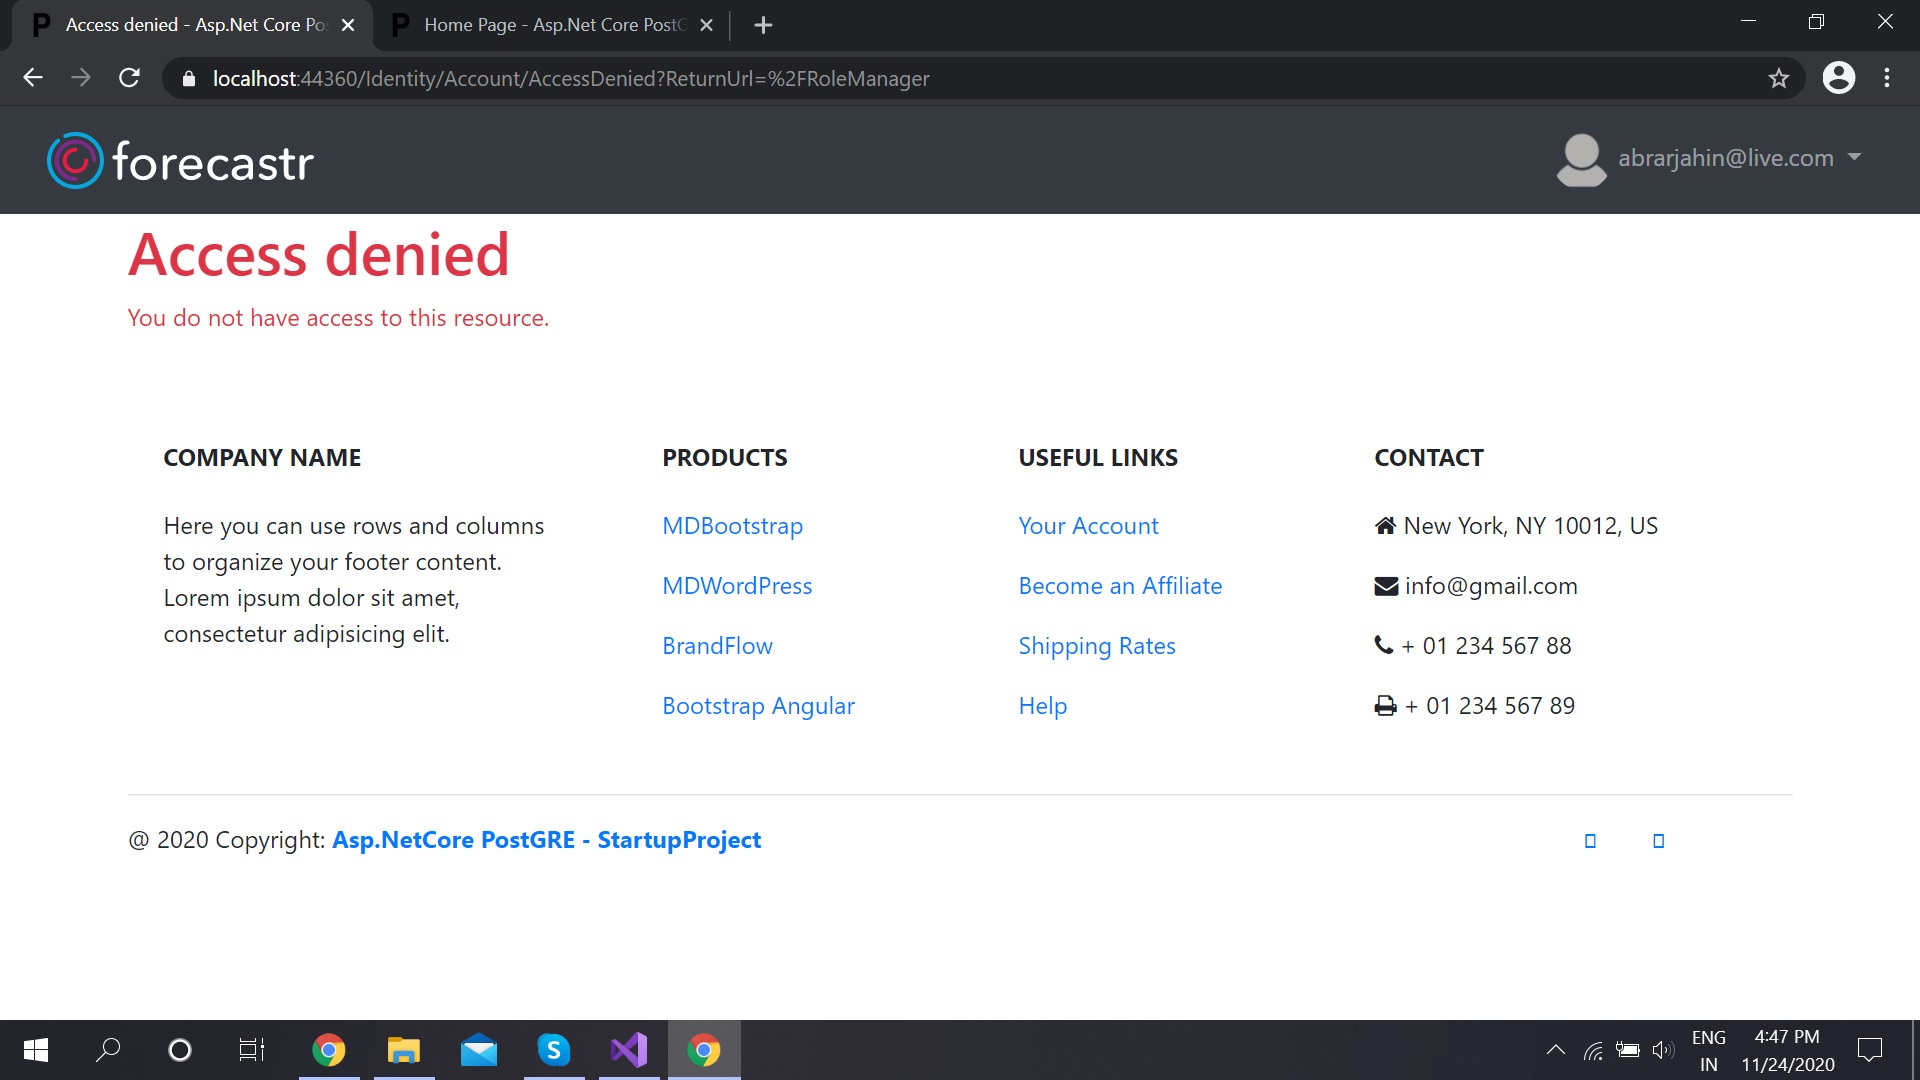 Access denied - Asp.Net Core Po
Home Page - Asp.Net Core PostG
localhost:44360/Identity/Account/AccessDenied?ReturnUrl=%2FRoleManager
forecastr
abrarjahin@live.com
Access denied
You do not have access to this resource.
COMPANY NAME
Here you can use rows and columns
to organize your footer content.
Lorem ipsum dolor sit amet,
consectetur adipisicing elit.
PRODUCTS
MDBootstrap
MDWordPress
BrandFlow
Bootstrap Angular
USEFUL LINKS
Your Account
Become an Affiliate
Shipping Rates
Help
CONTACT
New York, NY 10012, US
info@gmail.com
+ 01 234 567 88
+ 01 234 567 89
@ 2020 Copyright: Asp.NetCore PostGRE - StartupProject
ENG
IN
4:47 PM
11/24/2020